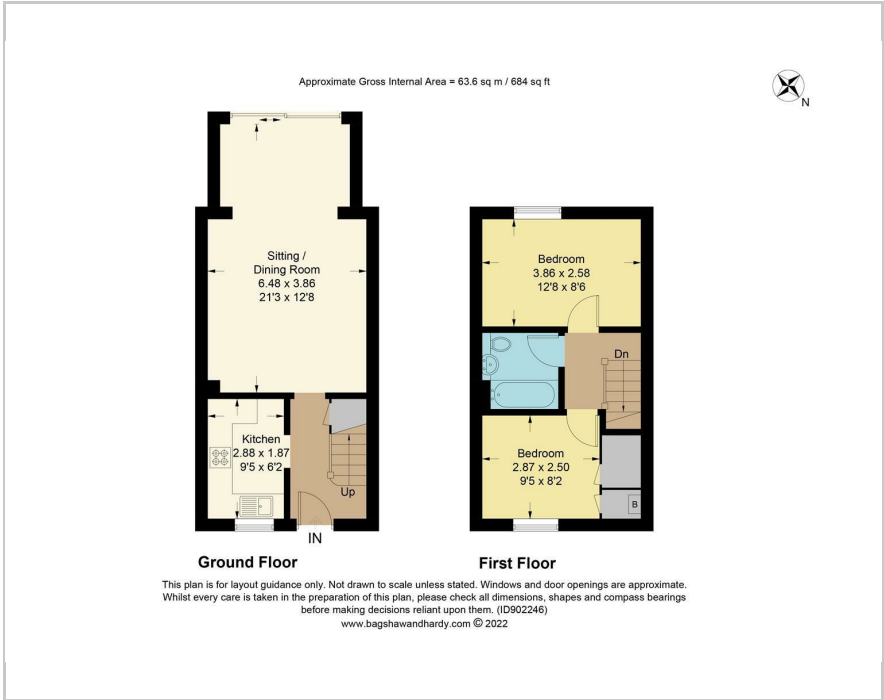 Approximate Gross Internal Area = 63.6 sq m / 684 sq ft
N
Sitting /
Dining Room
6.48 x 3.86
21'3 x 12'8
Kitchen
2.88 x 1.87
9'5 x 6'2
Up
IN
Ground Floor
Bedroom
3.86 x 2.58
12'8 x 8'6
Dn
Bedroom
2.87 x 2.50
9'5 x 8'2
B
First Floor
This plan is for layout guidance only. Not drawn to scale unless stated. Windows and door openings are approximate.
Whilst every care is taken in the preparation of this plan, please check all dimensions, shapes and compass bearings
before making decisions reliant upon them. (ID902246)
www.bagshawandhardy.com © 2022